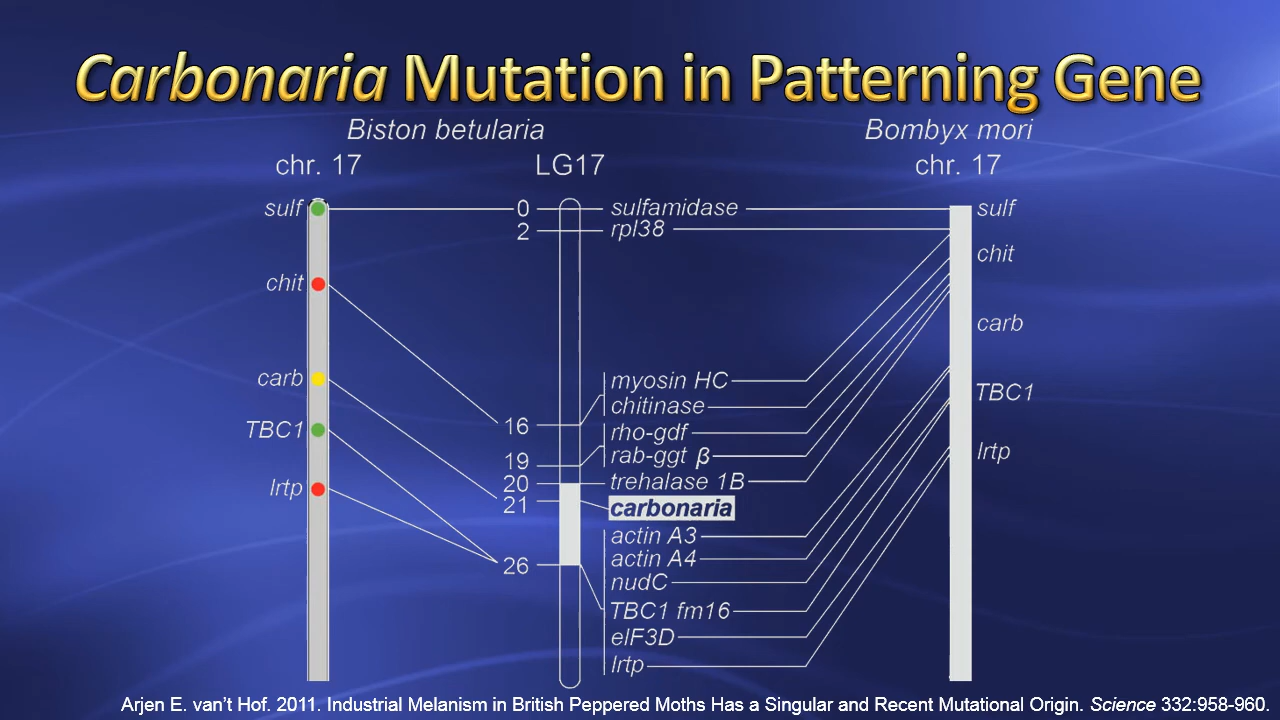 Carbonaria Mutation in Patterning Gene
Biston betularia
Bombyx mori
chr. 17
LG17
chr. 17
sulf
chit
carb
TBC1
lrtp
0
2
16
19
20
21
26
sulfamidase
rpl38
myosin HC
chitinase
rho-gdf
rab-ggt β
trehalase 1B
carbonaria
actin A3
actin A4
nudC
TBC1 fm16
eIF3D
lrtp
sulf
chit
carb
TBC1
lrtp
Arjen E. van’t Hof. 2011. Industrial Melanism in British Peppered Moths Has a Singular and Recent Mutational Origin. Science 332:958-960.